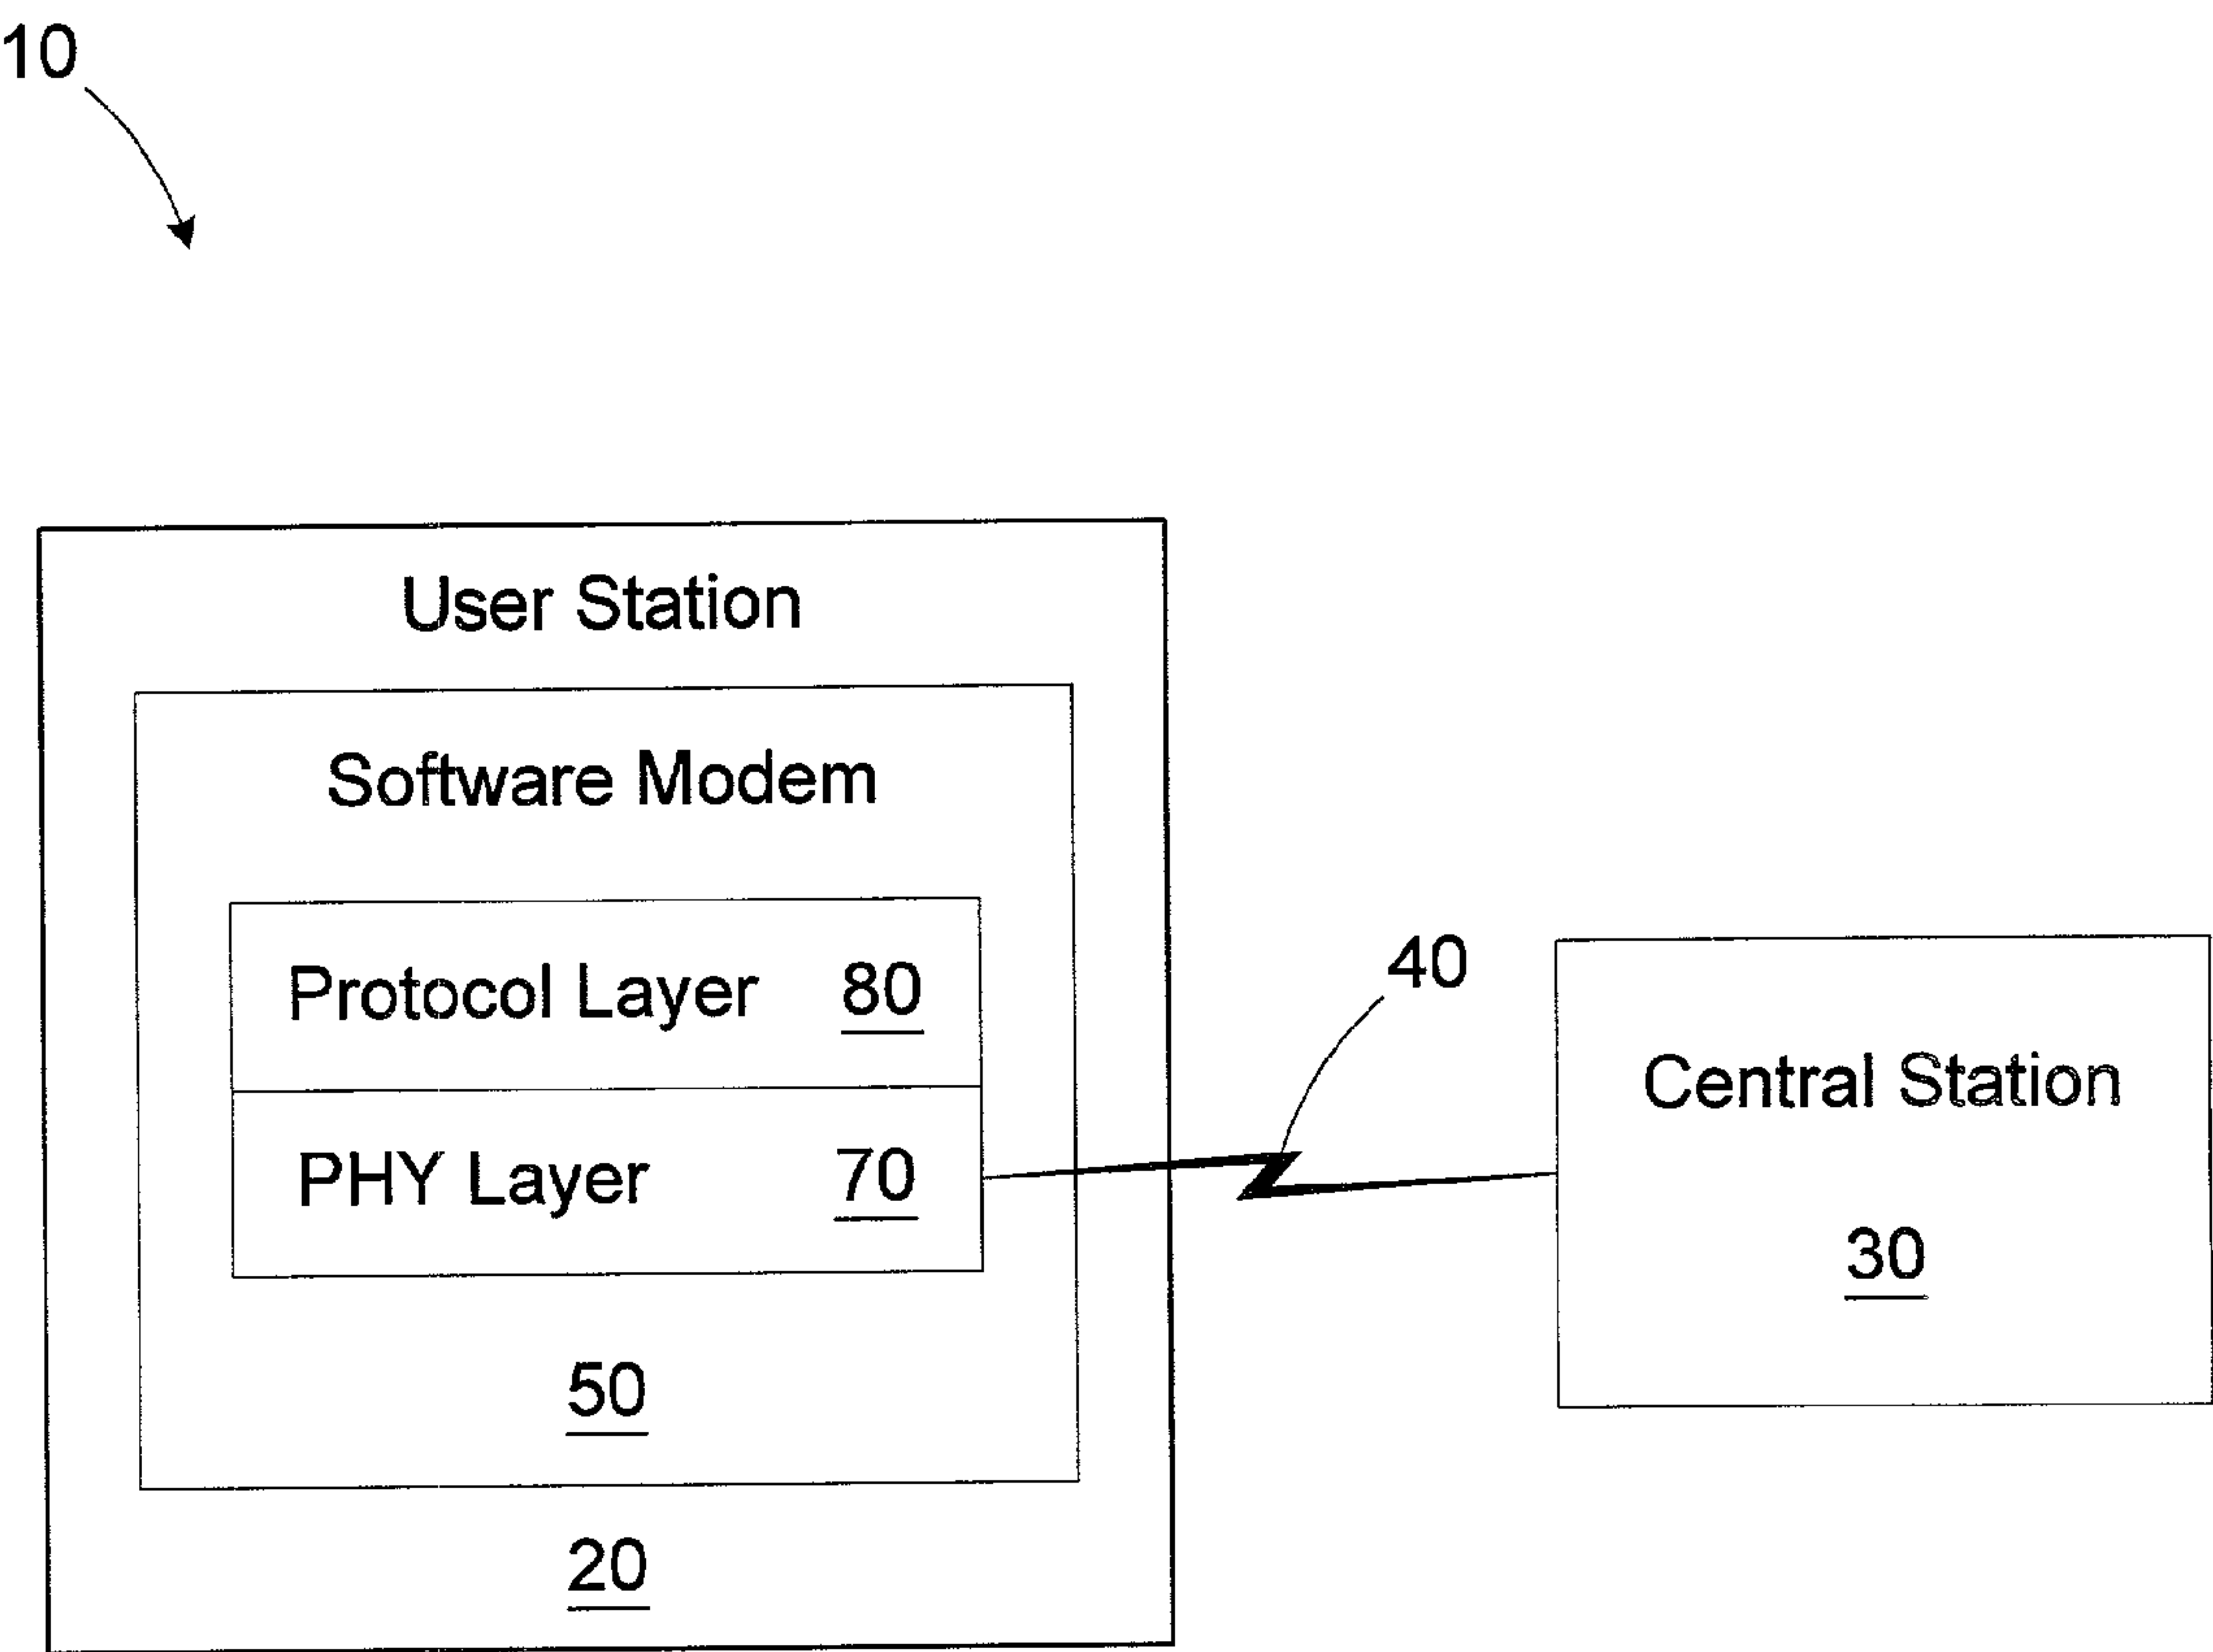 10
User Station
Software Modem
Protocol Layer 80
PHY Layer 70
50
20
40
Central Station
30